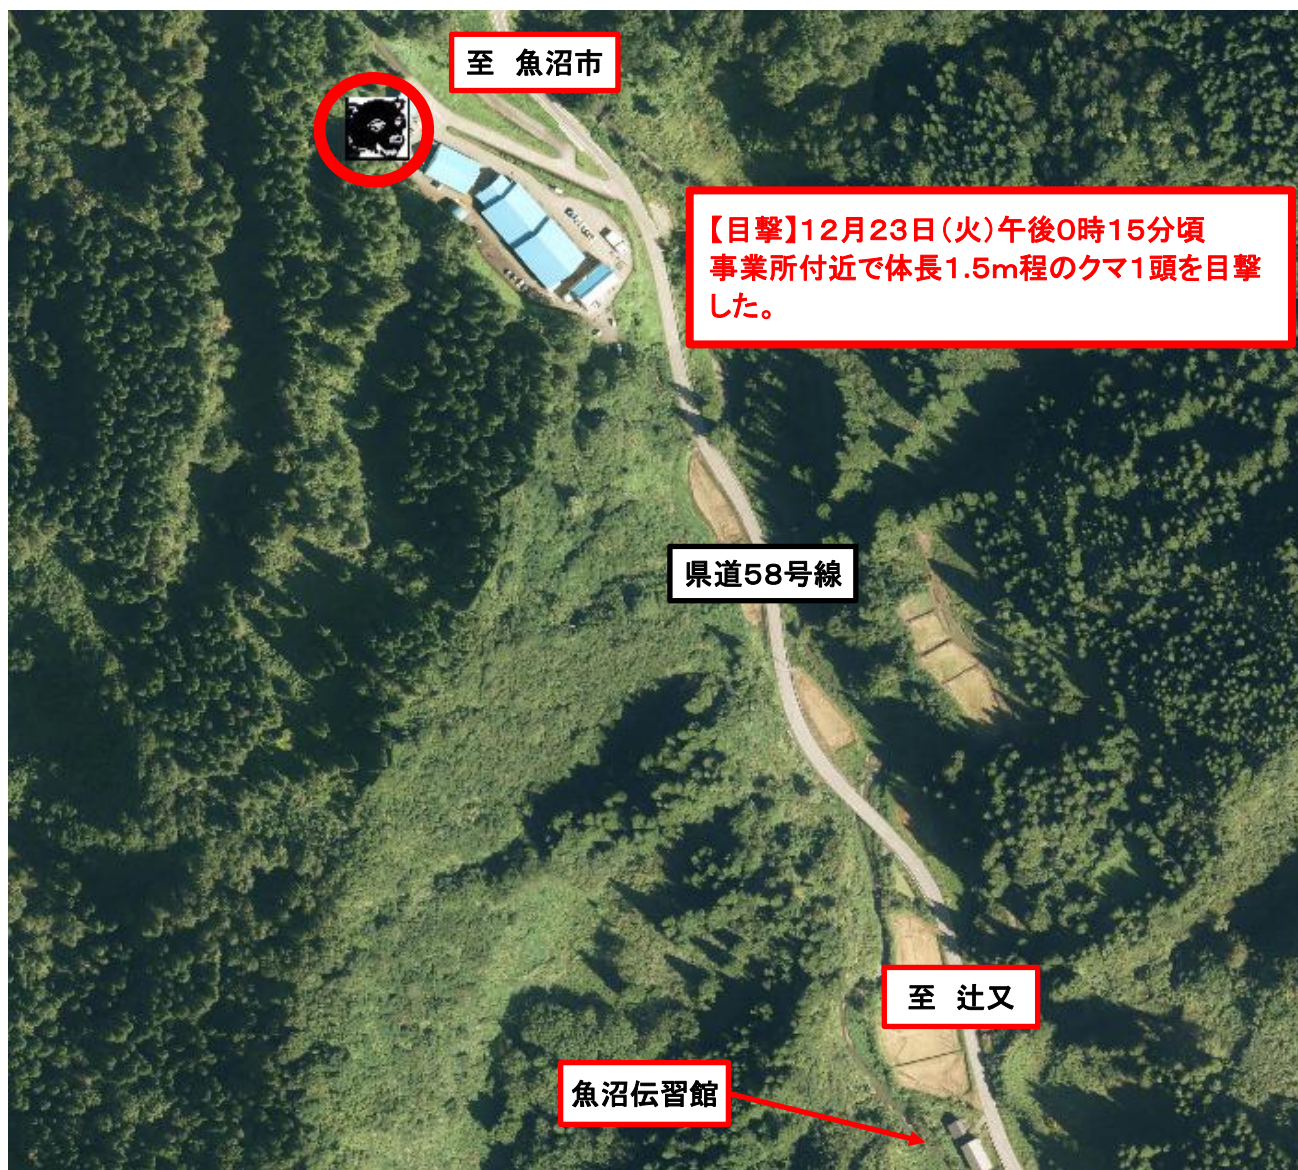 至　魚沼市
【目撃】12月23日（火）午後0時15分頃
事業所付近で体長1.5m程のクマ1頭を目撃
した。
県道58号線
至　辻又
魚沼伝習館